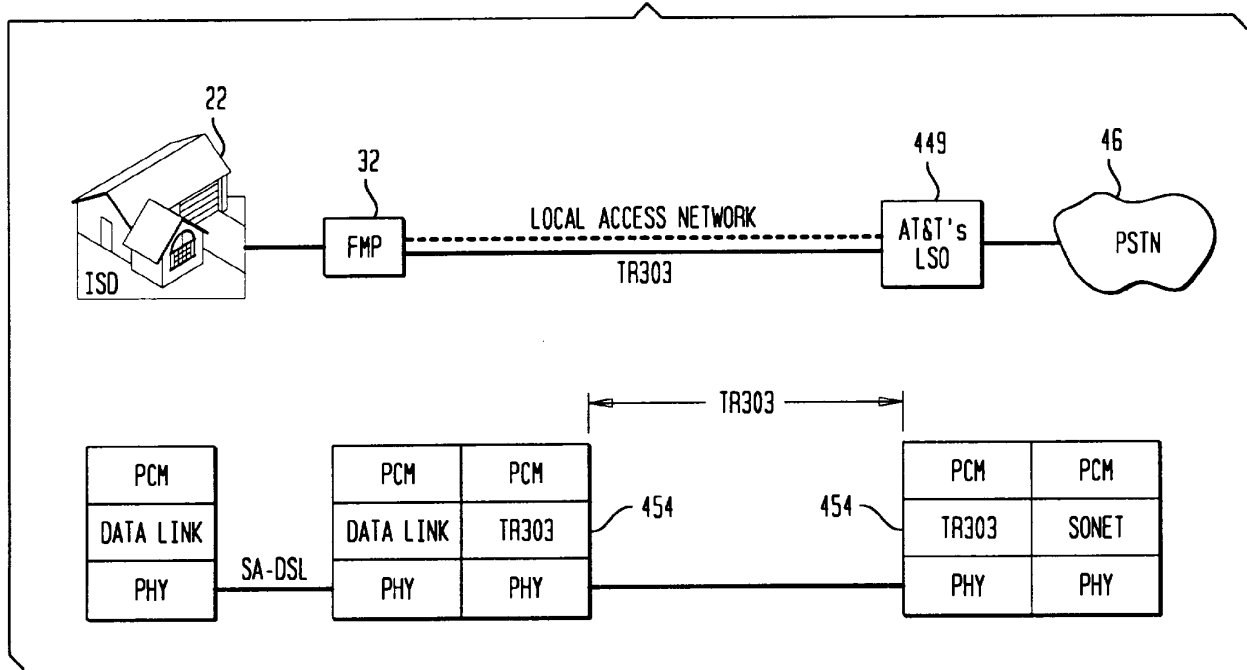 22
32
449
46
LOCAL ACCESS NETWORK
ISD
FMP
TR303
AT&T's
LSO
PSTN
TR303
PCM
PCM
PCM
PCM
PCM
DATA LINK
DATA LINK
TR303
454
454
TR303
SONET
SA-DSL
PHY
PHY
PHY
PHY
PHY